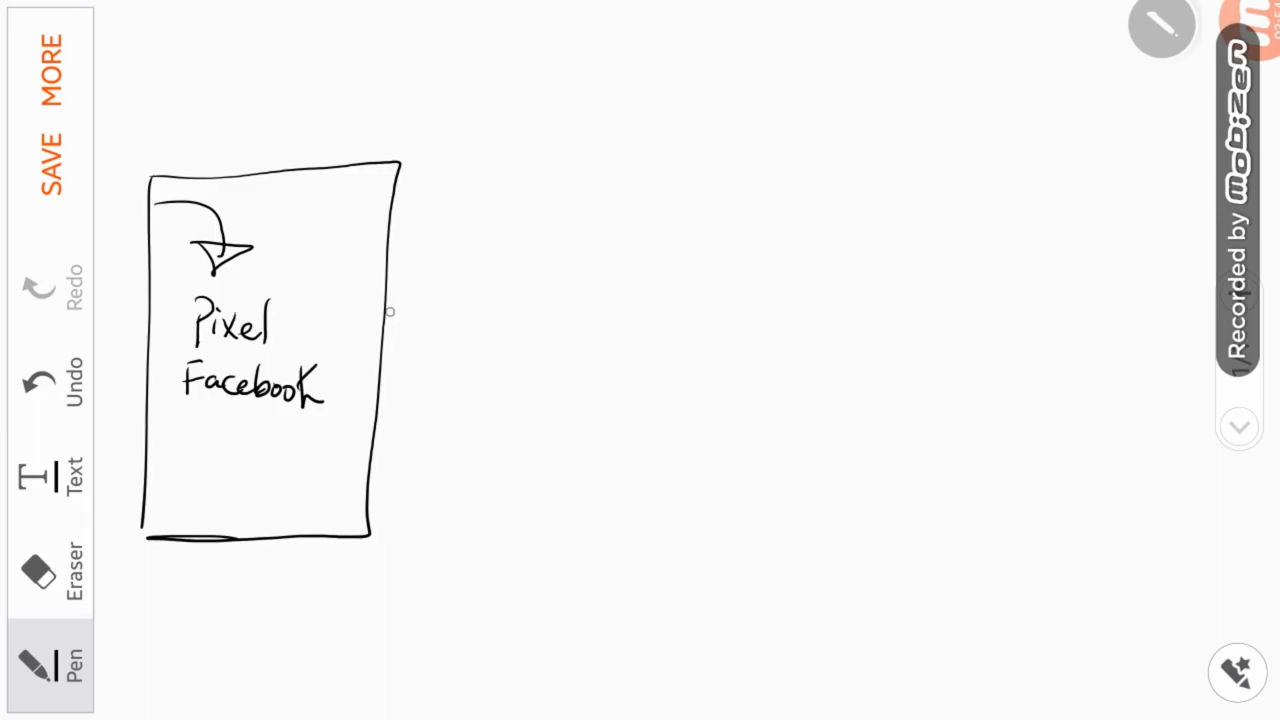 SAVE MORE
Redo
Undo
Text
Eraser
Pen
Pixel
Facebook
Recorded by mobizen